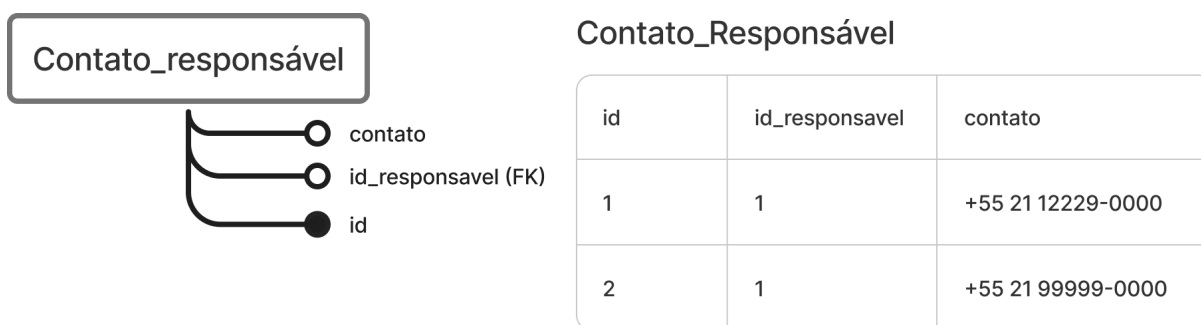 Contato_responsável
contato
id_responsavel (FK)
id
Contato_Responsável
id id_responsavel contato
1 1 +55 21 12229-0000
2 1 +55 21 99999-0000